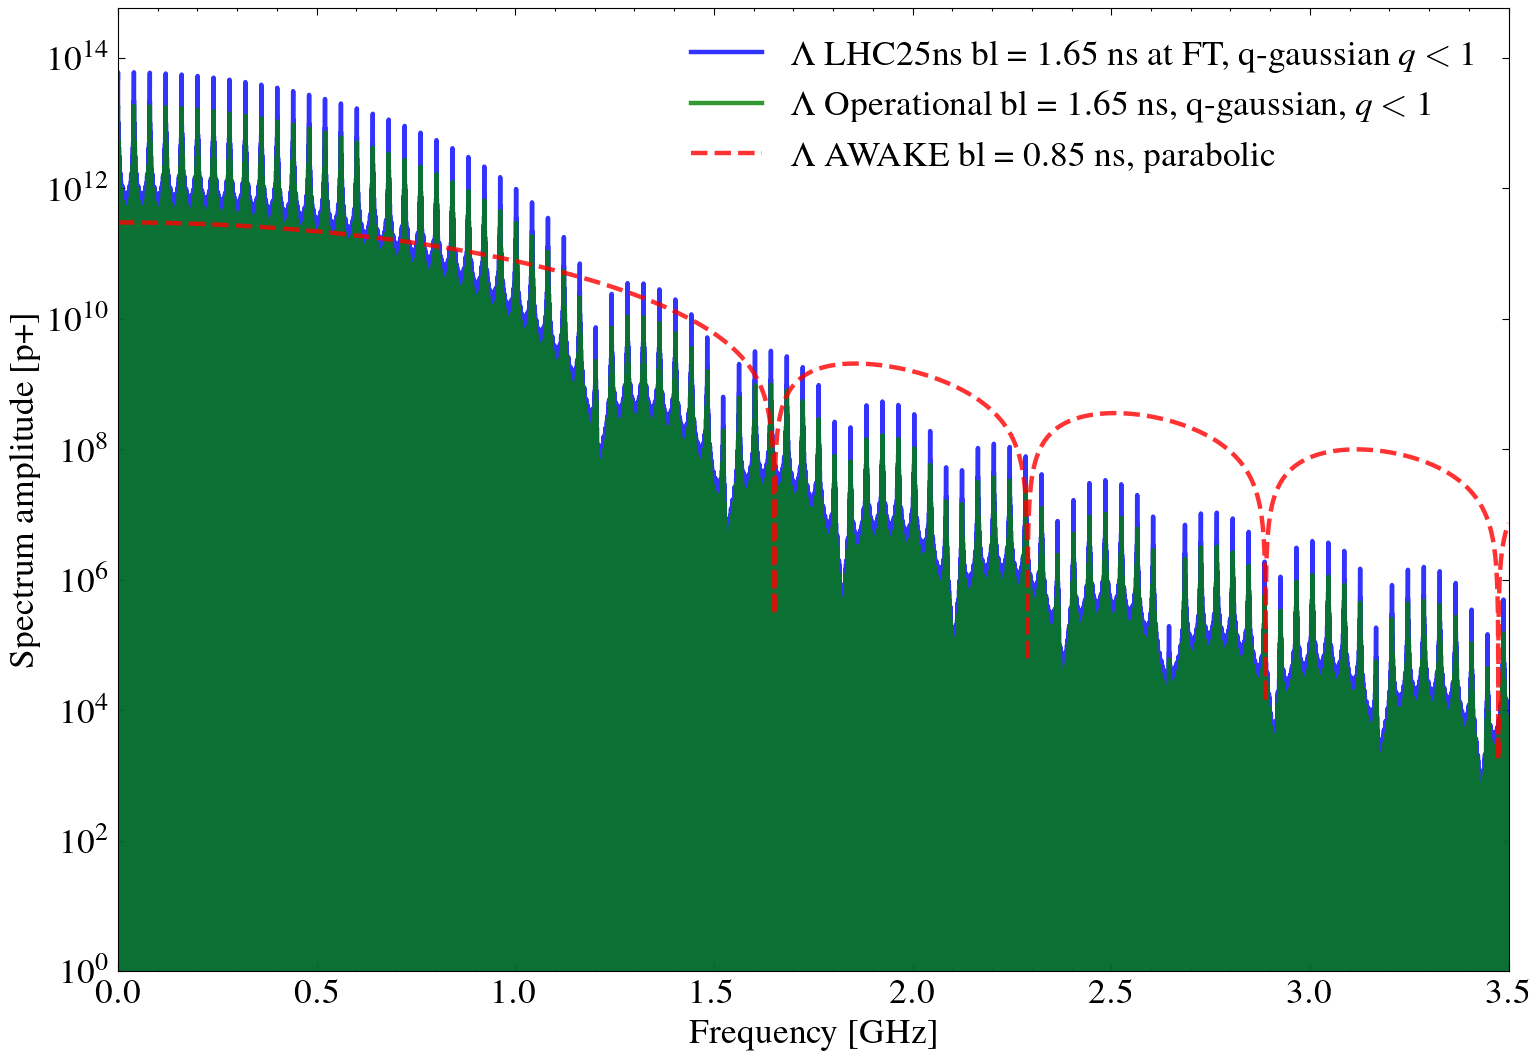 Λ LHC25ns bl = 1.65 ns at FT, q-gaussian q < 1
Λ Operational bl = 1.65 ns, q-gaussian, q < 1
Λ AWAKE bl = 0.85 ns, parabolic
Spectrum amplitude [p+]
10^14
10^12
10^10
10^8
10^6
10^4
10^2
10^0
0.0 0.5 1.0 1.5 2.0 2.5 3.0 3.5
Frequency [GHz]